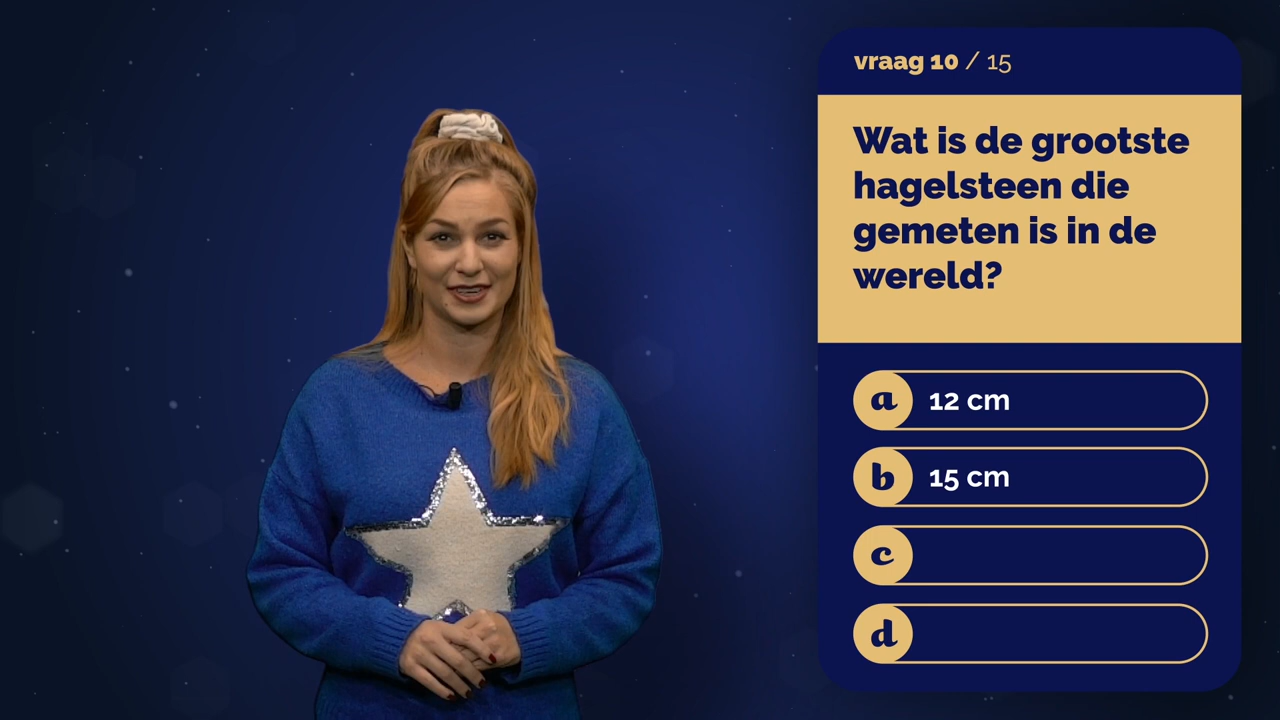 vraag 10 / 15
Wat is de grootste
hagelsteen die
gemeten is in de
wereld?
a 12 cm
b 15 cm
c
d